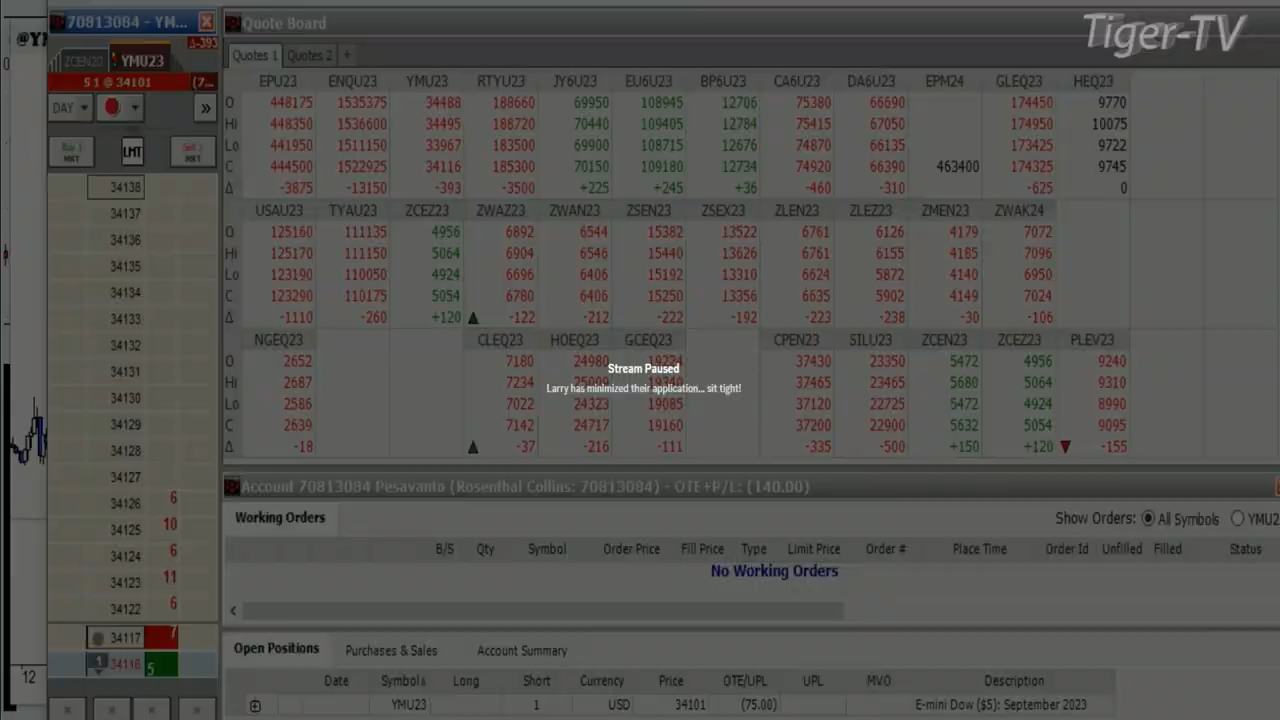 Tiger-TV
70813084 - YM...
Quote Board
@Y
Δ-393
ZCEN23 YMU23
Quotes 1 Quotes 2 +
S 1 @ 34101
DAY
»
LMT
EPU23 ENQU23 YMU23 RTYU23 JY6U23 EU6U23 BP6U23 CA6U23 DA6U23 EPM24 GLEQ23 HEQ23
O 448175 1535375 34488 188660 69950 108945 12706 75380 66690 174450 9770
Hi 448350 1536600 34495 188720 70440 109405 12784 75415 67050 174950 10075
Lo 441950 1511150 33967 183500 69900 108715 12676 74870 66135 173425 9722
C 444500 1522925 34116 185300 70150 109180 12734 74920 66390 463400 174325 9745
Δ -3875 -13150 -393 -3500 +225 +245 +36 -460 -310 -625 0
USAU23 TYAU23 ZCEZ23 ZWAZ23 ZWAN23 ZSEN23 ZSEX23 ZLEN23 ZLEZ23 ZMEN23 ZWAK24
O 125160 111135 4956 6892 6544 15382 13522 6761 6126 4179 7072
Hi 125170 111150 5064 6904 6546 15440 13626 6761 6155 4185 7096
Lo 123190 110050 4924 6696 6406 15192 13310 6624 5872 4140 6950
C 123290 110175 5054 6780 6406 15250 13356 6635 5902 4149 7024
Δ -1110 -260 +120 -122 -212 -222 -192 -223 -238 -30 -106
NGEQ23 CLEQ23 HOEQ23 GCEQ23 CPEN23 SILU23 ZCEN23 ZCEZ23 PLEV23
O 2652 7180 24980 37430 23350 5472 4956 9240
Hi 2687 7234 37465 23465 5680 5064 9310
Lo 2586 7022 24323 19085 37120 22725 5472 4924 8990
C 2639 7142 24717 19160 37200 22900 5632 5054 9095
Δ -18 -37 -216 -111 -335 -500 +150 +120 -155
Stream Paused
Larry has minimized their application... sit tight!
34138
34137
34136
34135
34134
34133
34132
34131
34130
34129
34128
34127
34126 6
34125 10
34124 6
34123 11
34122 6
34117 7
34116 5
1
12
Account 70813084 Pesavanto (Rosenthal Collins: 70813084) - OTE+P/L: (140.00)
Working Orders
Show Orders: All Symbols YMU2
B/S Qty Symbol Order Price Fill Price Type Limit Price Order # Place Time Order Id Unfilled Filled Status
No Working Orders
Open Positions Purchases & Sales Account Summary
Date Symbol Long Short Currency Price OTE/UPL UPL MVO Description
YMU23 1 USD 34101 (75.00) E-mini Dow ($5): September 2023